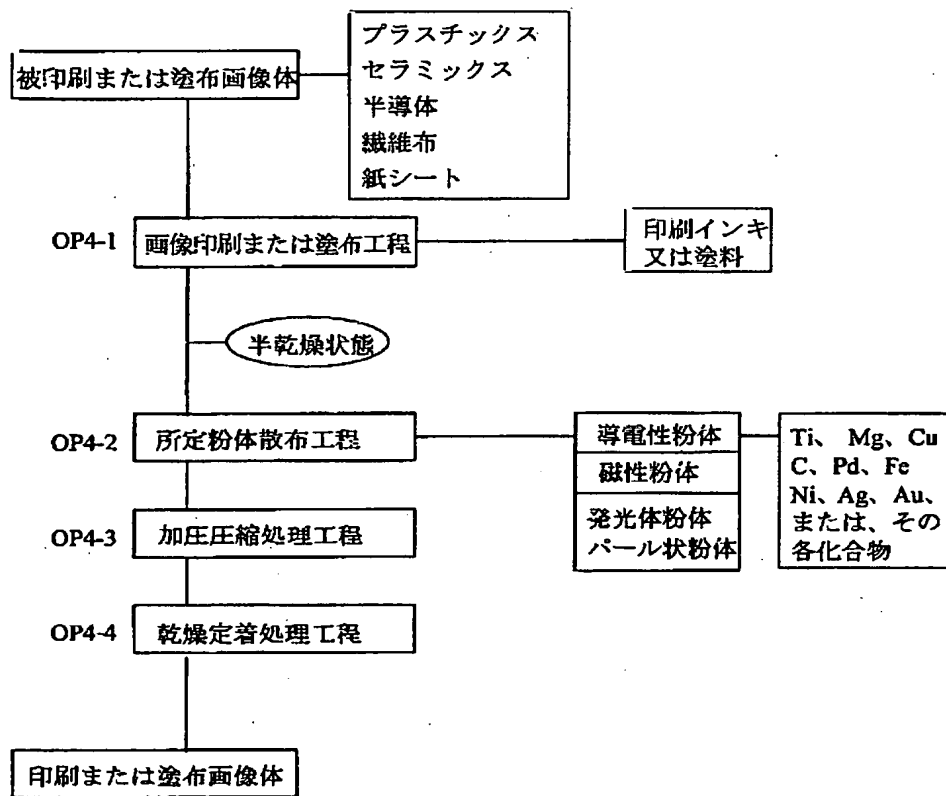 被印刷または塗布画像体
プラスチックス
セラミックス
半導体
繊維布
紙シート
OP4-1
画像印刷または塗布工程
印刷インキ
又は塗料
半乾燥状態
OP4-2
所定粉体散布工程
導電性粉体
磁性粉体
発光体粉体
パール状粉体
Ti、 Mg、Cu
C、Pd、Fe
Ni、Ag、Au、
または、その
各化合物
OP4-3
加圧圧縮処理工程
OP4-4
乾燥定着処理工程
印刷または塗布画像体